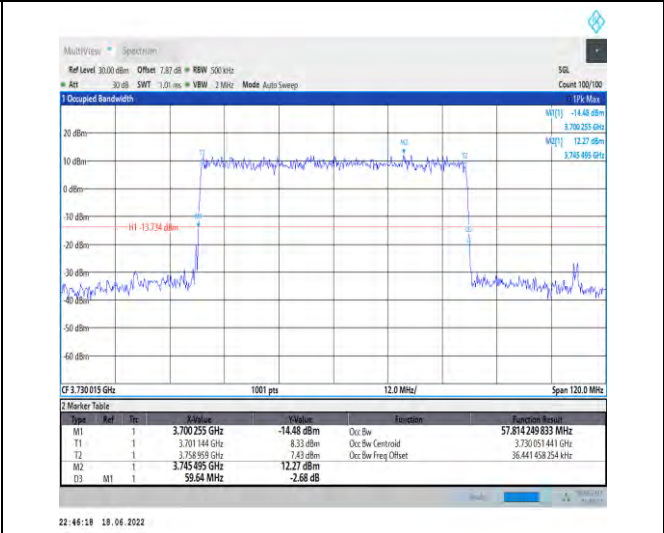 MultiView Spectrum
Ref Level 30.00 dBm Offset 7.87 dB RBW 500 kHz SGL
Att 30 dB SWT 1.01 ms VBW 2 MHz Mode Auto Sweep Count 100/100
1 Occupied Bandwidth 1Pk Max
M1[1] -14.48 dBm
3.700 255 GHz
M2[1] 12.27 dBm
3.745 495 GHz
20 dBm
M2
T1
T2
10 dBm
0 dBm
-10 dBm
M1
H1 -13.734 dBm
D3
-20 dBm
-30 dBm
-40 dBm
-50 dBm
-60 dBm
CF 3.730 015 GHz 1001 pts 12.0 MHz/ Span 120.0 MHz
2 Marker Table
Type Ref Trc X-Value Y-Value Function Function Result
M1 1 3.700 255 GHz -14.48 dBm Occ Bw 57.814 249 833 MHz
T1 1 3.701 144 GHz 8.33 dBm Occ Bw Centroid 3.730 051 441 GHz
T2 1 3.758 959 GHz 7.43 dBm Occ Bw Freq Offset 36.441 458 254 kHz
M2 1 3.745 495 GHz 12.27 dBm
D3 M1 1 59.64 MHz -2.68 dB
22:46:18 18.06.2022